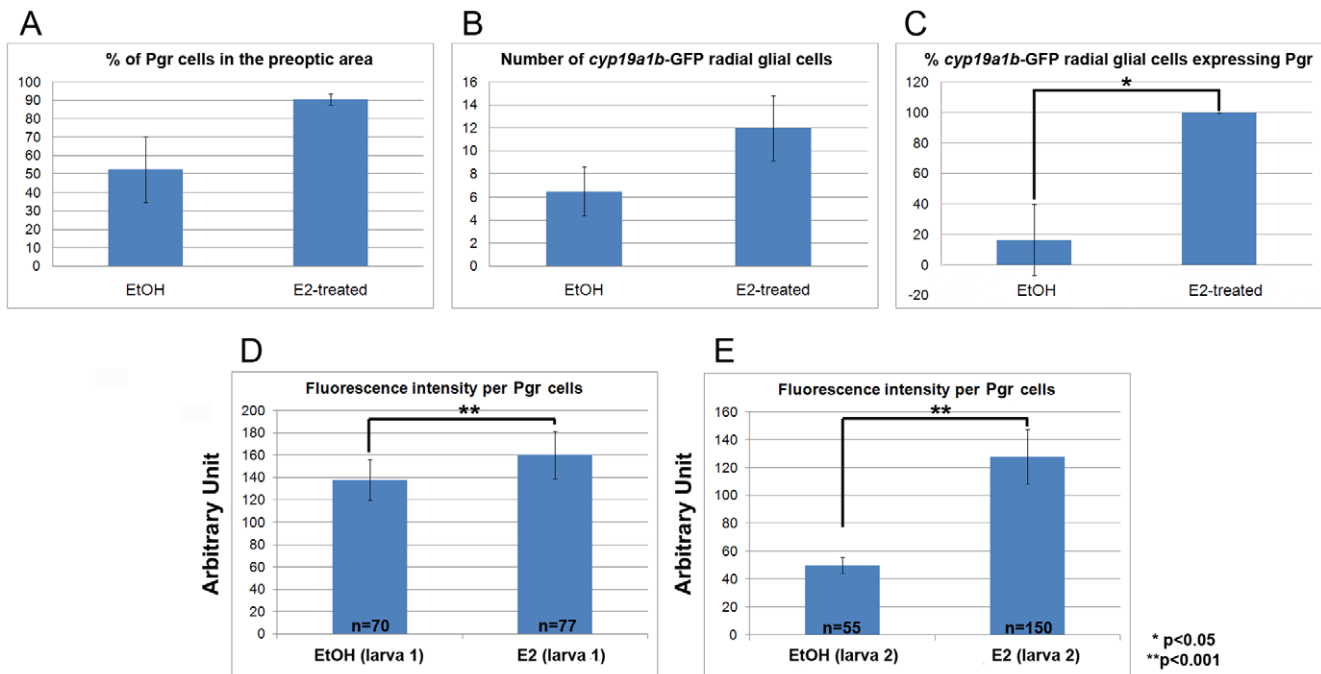 A
% of Pgr cells in the preoptic area
100
90
80
70
60
50
40
30
20
10
0
EtOH
E2-treated
B
Number of cyp19a1b-GFP radial glial cells
16
14
12
10
8
6
4
2
0
EtOH
E2-treated
C
% cyp19a1b-GFP radial glial cells expressing Pgr
120
100
80
60
40
20
0
-20
*
EtOH
E2-treated
D
Fluorescence intensity per Pgr cells
Arbitrary Unit
200
180
160
140
120
100
80
60
40
20
0
**
n=70
n=77
EtOH (larva 1)
E2 (larva 1)
E
Fluorescence intensity per Pgr cells
Arbitrary Unit
160
140
120
100
80
60
40
20
0
**
n=55
n=150
EtOH (larva 2)
E2 (larva 2)
* p<0.05
**p<0.001